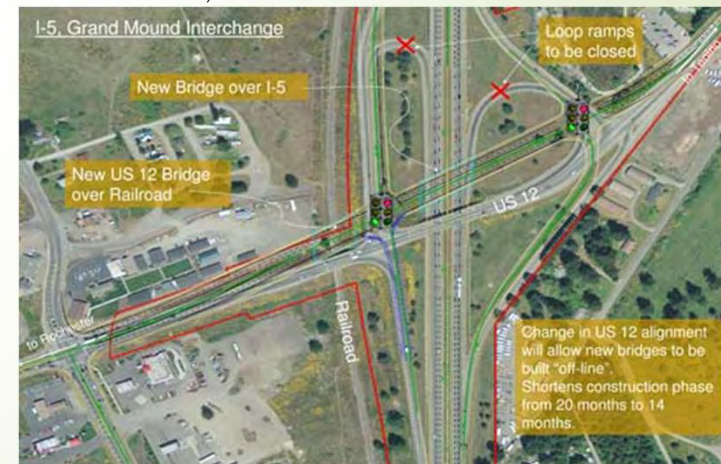 I-5, Grand Mound Interchange
Loop ramps
to be closed
New Bridge over I-5
New US 12 Bridge
over Railroad
US 12
to Rochester
Railroad
Change in US 12 alignment
will allow new bridges to be
built "off-line".
Shortens construction phase
from 20 months to 14
months.